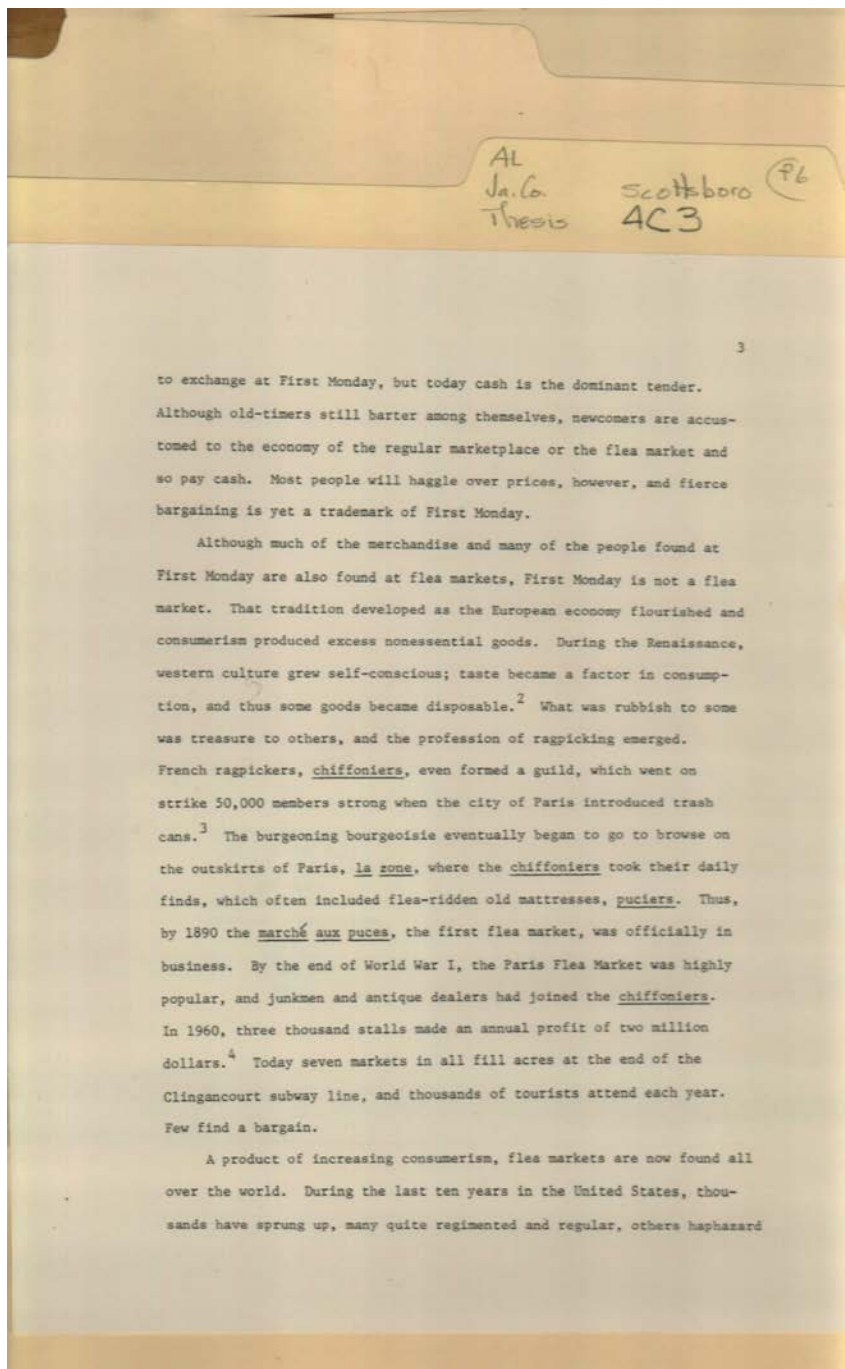 AL
Ja. Co. Scottsboro P6
Thesis 4C3
3
to exchange at First Monday, but today cash is the dominant tender.
Although old-timers still barter among themselves, newcomers are accus-
tomed to the economy of the regular marketplace or the flea market and
so pay cash. Most people will haggle over prices, however, and fierce
bargaining is yet a trademark of First Monday.
Although much of the merchandise and many of the people found at
First Monday are also found at flea markets, First Monday is not a flea
market. That tradition developed as the European economy flourished and
consumerism produced excess nonessential goods. During the Renaissance,
western culture grew self-conscious; taste became a factor in consump-
tion, and thus some goods became disposable.2 What was rubbish to some
was treasure to others, and the profession of ragpicking emerged.
French ragpickers, chiffoniers, even formed a guild, which went on
strike 50,000 members strong when the city of Paris introduced trash
cans.3 The burgeoning bourgeoisie eventually began to go to browse on
the outskirts of Paris, la zone, where the chiffoniers took their daily
finds, which often included flea-ridden old mattresses, puciers. Thus,
by 1890 the marché aux puces, the first flea market, was officially in
business. By the end of World War I, the Paris Flea Market was highly
popular, and junkmen and antique dealers had joined the chiffoniers.
In 1960, three thousand stalls made an annual profit of two million
dollars.4 Today seven markets in all fill acres at the end of the
Clingancourt subway line, and thousands of tourists attend each year.
Few find a bargain.
A product of increasing consumerism, flea markets are now found all
over the world. During the last ten years in the United States, thou-
sands have sprung up, many quite regimented and regular, others haphazard